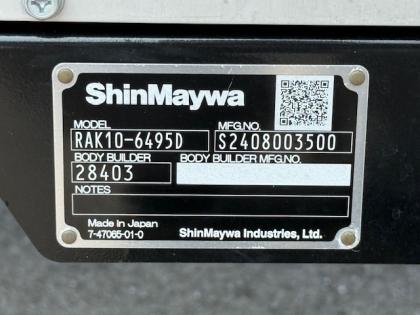 ShinMaywa
MODEL MFG.NO.
RAK10-6495D S2408003500
BODY BUILDER BODY BUILDER MFG.NO.
28403
NOTES
Made in Japan
7-47065-01-0 ShinMaywa Industries, Ltd.